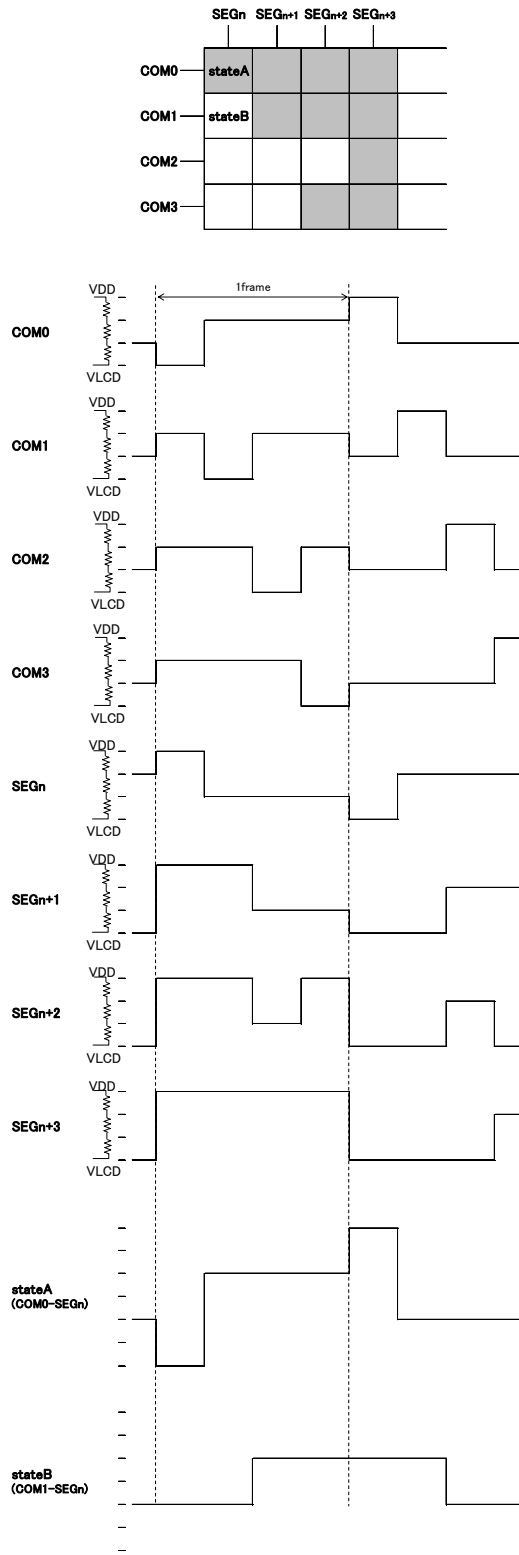 SEGn SEGn+1 SEGn+2 SEGn+3
COM0 stateA
COM1 stateB
COM2
COM3
VDD
1frame
COM0
VLCD
VDD
COM1
VLCD
VDD
COM2
VLCD
VDD
COM3
VLCD
VDD
SEGn
VLCD
VDD
SEGn+1
VLCD
VDD
SEGn+2
VLCD
VDD
SEGn+3
VLCD
stateA
(COM0-SEGn)
stateB
(COM1-SEGn)